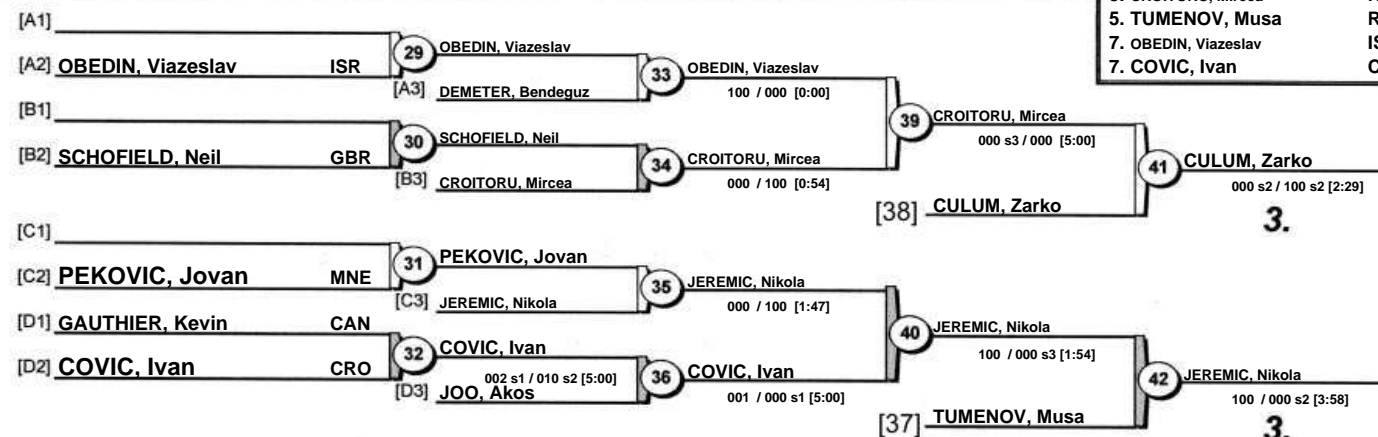 5. TUMENOV, Musa R
7. OBEDIN, Viazeslav IS
7. COVIC, Ivan C
[A1]
[A2] OBEDIN, Viazeslav ISR
29
OBEDIN, Viazeslav
[A3] DEMETER, Bendeguz
33
OBEDIN, Viazeslav
100 / 000 [0:00]
[B1]
[B2] SCHOFIELD, Neil GBR
30
SCHOFIELD, Neil
[B3] CROITORU, Mircea
34
CROITORU, Mircea
000 / 100 [0:54]
39
CROITORU, Mircea
000 s3 / 000 [5:00]
[38] CULUM, Zarko
41
CULUM, Zarko
000 s2 / 100 s2 [2:29]
3.
[C1]
[C2] PEKOVIC, Jovan MNE
31
PEKOVIC, Jovan
[C3] JEREMIC, Nikola
35
JEREMIC, Nikola
000 / 100 [1:47]
[D1] GAUTHIER, Kevin CAN
[D2] COVIC, Ivan CRO
32
COVIC, Ivan
002 s1 / 010 s2 [5:00]
[D3] JOO, Akos
36
COVIC, Ivan
001 / 000 s1 [5:00]
40
JEREMIC, Nikola
100 / 000 s3 [1:54]
[37] TUMENOV, Musa
42
JEREMIC, Nikola
100 / 000 s2 [3:58]
3.